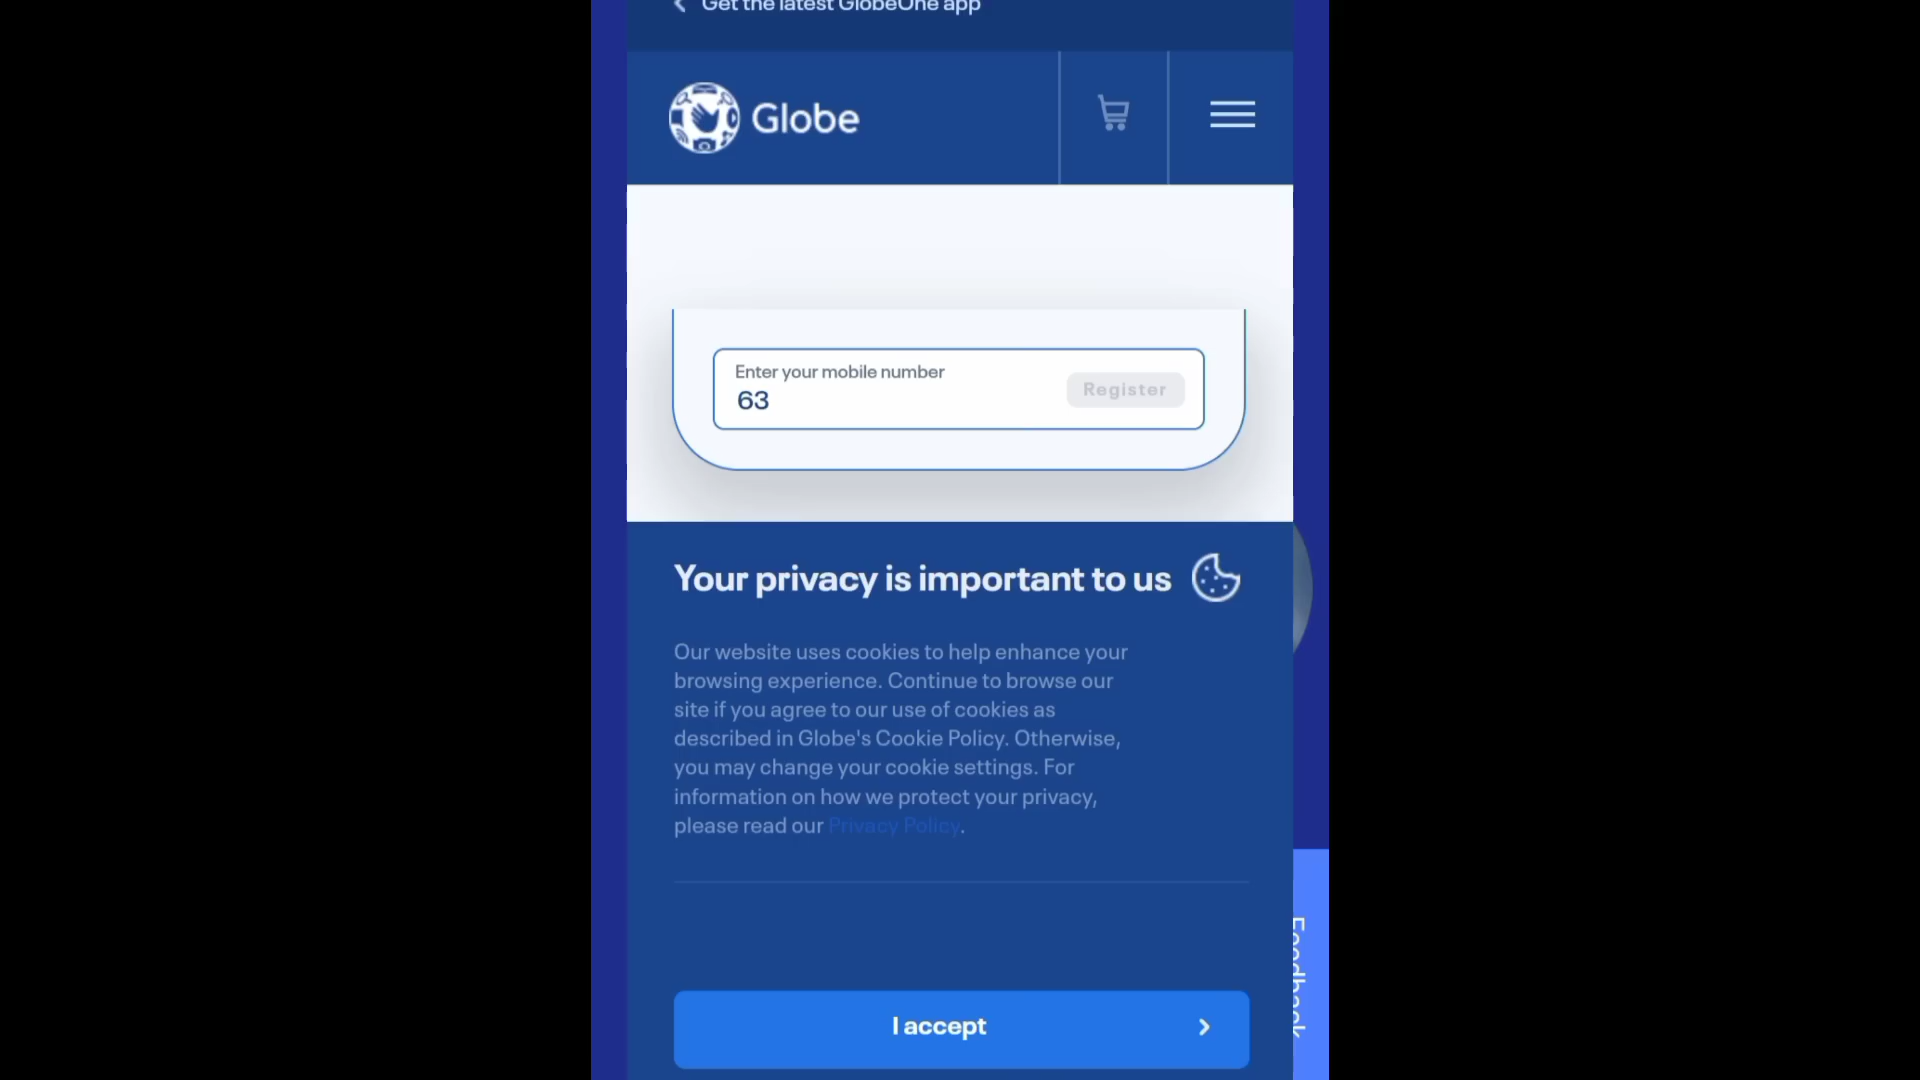 Get the latest GlobeOne app
Globe
Enter your mobile number
63
Register
Your privacy is important to us
Our website uses cookies to help enhance your
browsing experience. Continue to browse our
site if you agree to our use of cookies as
described in Globe's Cookie Policy. Otherwise,
you may change your cookie settings. For
information on how we protect your privacy,
please read our Privacy Policy.
I accept
Feedback